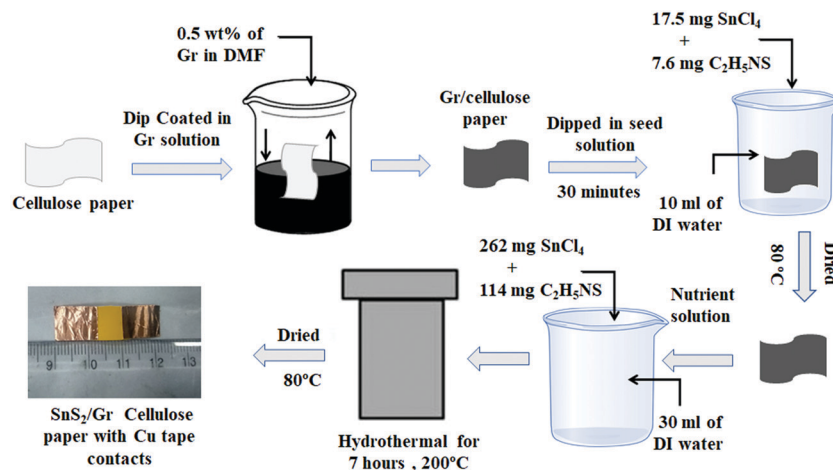 0.5 wt% of
Gr in DMF
17.5 mg SnCl₄
+
7.6 mg C₂H₅NS
Dip Coated in
Gr solution
Gr/cellulose
paper
Dipped in seed
solution
30 minutes
Cellulose paper
10 ml of
DI water
Dried
80 °C
262 mg SnCl₄
+
114 mg C₂H₅NS
Nutrient
solution
30 ml of
DI water
Hydrothermal for
7 hours , 200°C
Dried
80°C
9 10 11 12 13
SnS₂/Gr Cellulose
paper with Cu tape
contacts